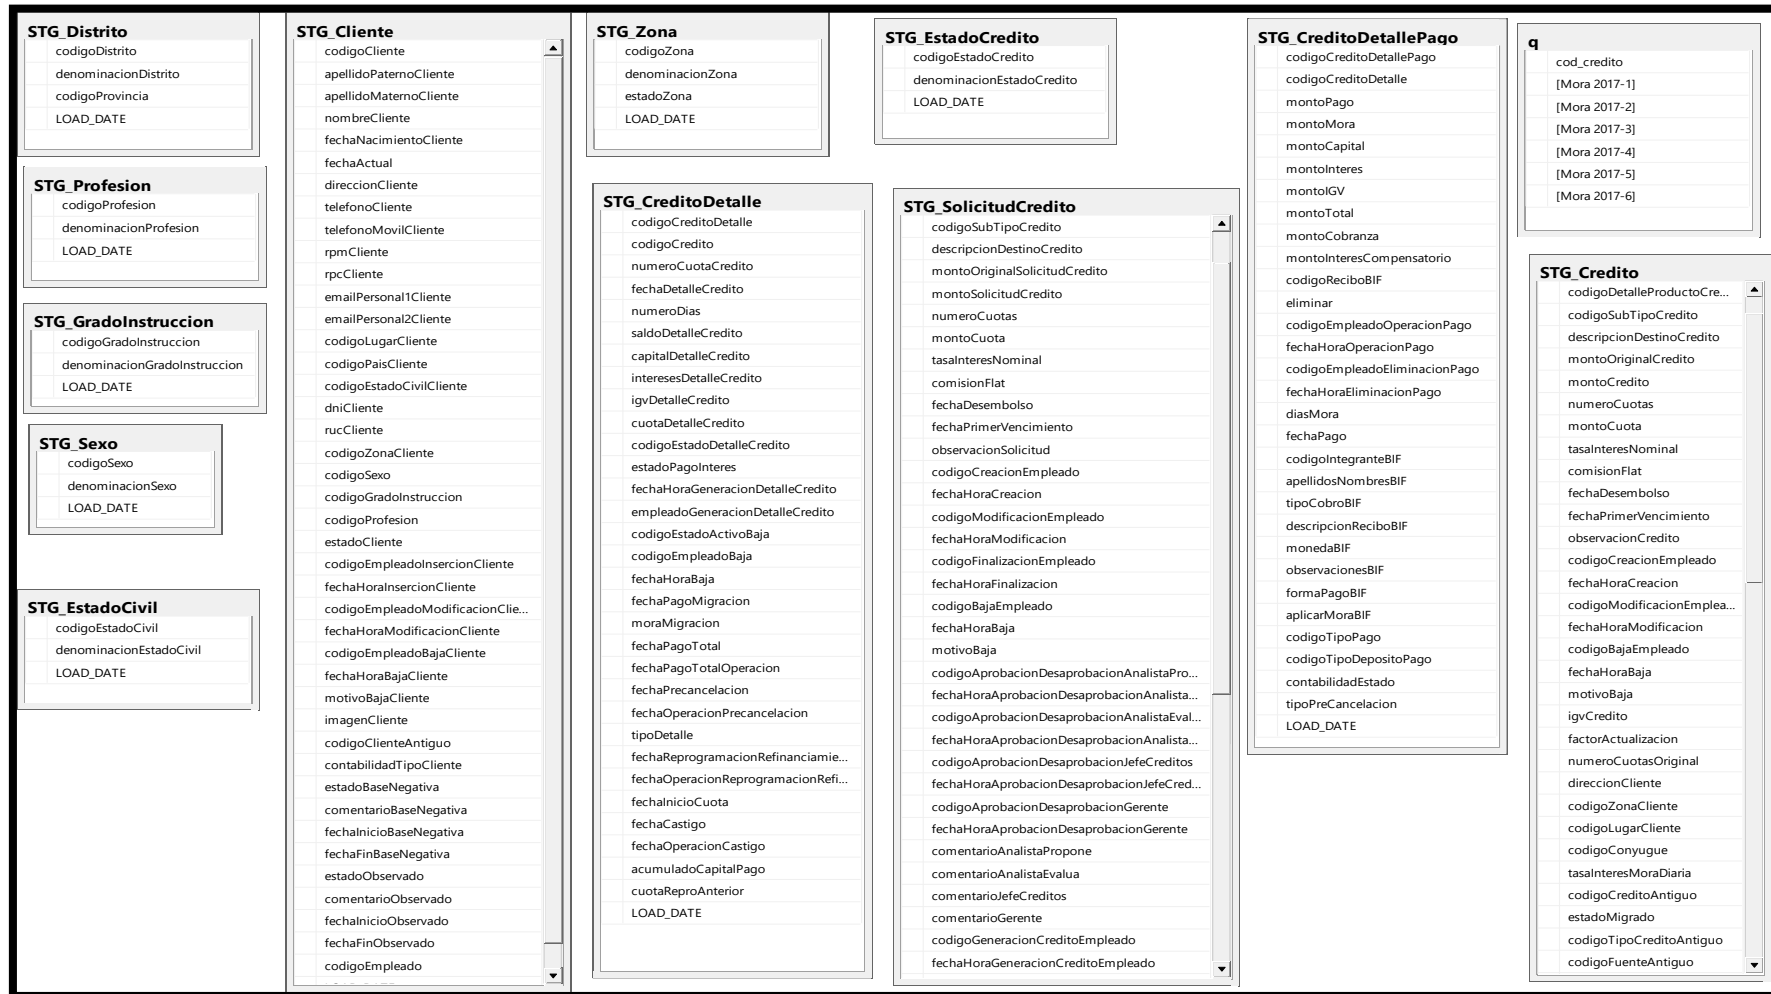 STG_Distrito
codigoDistrito
denominacionDistrito
codigoProvincia
LOAD_DATE
STG_Profesion
codigoProfesion
denominacionProfesion
LOAD_DATE
STG_GradoInstruccion
codigoGradoInstruccion
denominacionGradoInstruccion
LOAD_DATE
STG_Sexo
codigoSexo
denominacionSexo
LOAD_DATE
STG_EstadoCivil
codigoEstadoCivil
denominacionEstadoCivil
LOAD_DATE
STG_Cliente
codigoCliente
apellidoPaternoCliente
apellidoMaternoCliente
nombreCliente
fechaNacimientoCliente
fechaActual
direccionCliente
telefonoCliente
telefonoMovilCliente
rpmCliente
rpcCliente
emailPersonal1Cliente
emailPersonal2Cliente
codigoLugarCliente
codigoPaisCliente
codigoEstadoCivilCliente
dniCliente
rucCliente
codigoZonaCliente
codigoSexo
codigoGradoInstruccion
codigoProfesion
estadoCliente
codigoEmpleadoInsercionCliente
fechaHoraInsercionCliente
codigoEmpleadoModificacionClie...
fechaHoraModificacionCliente
codigoEmpleadoBajaCliente
fechaHoraBajaCliente
motivoBajaCliente
imagenCliente
codigoClienteAntiguo
contabilidadTipoCliente
estadoBaseNegativa
comentarioBaseNegativa
fechaInicioBaseNegativa
fechaFinBaseNegativa
estadoObservado
comentarioObservado
fechaInicioObservado
fechaFinObservado
codigoEmpleado
STG_Zona
codigoZona
denominacionZona
estadoZona
LOAD_DATE
STG_CreditoDetalle
codigoCreditoDetalle
codigoCredito
numeroCuotaCredito
fechaDetalleCredito
numeroDias
saldoDetalleCredito
capitalDetalleCredito
interesesDetalleCredito
igvDetalleCredito
cuotaDetalleCredito
codigoEstadoDetalleCredito
estadoPagoInteres
fechaHoraGeneracionDetalleCredito
empleadoGeneracionDetalleCredito
codigoEstadoActivoBaja
codigoEmpleadoBaja
fechaHoraBaja
fechaPagoMigracion
moraMigracion
fechaPagoTotal
fechaPagoTotalOperacion
fechaPrecancelacion
fechaOperacionPrecancelacion
tipoDetalle
fechaReprogramacionRefinanciamie...
fechaOperacionReprogramacionRefi...
fechaInicioCuota
fechaCastigo
fechaOperacionCastigo
acumuladoCapitalPago
cuotaReproAnterior
LOAD_DATE
STG_EstadoCredito
codigoEstadoCredito
denominacionEstadoCredito
LOAD_DATE
STG_SolicitudCredito
codigoSubTipoCredito
descripcionDestinoCredito
montoOriginalSolicitudCredito
montoSolicitudCredito
numeroCuotas
montoCuota
tasaInteresNominal
comisionFlat
fechaDesembolso
fechaPrimerVencimiento
observacionSolicitud
codigoCreacionEmpleado
fechaHoraCreacion
codigoModificacionEmpleado
fechaHoraModificacion
codigoFinalizacionEmpleado
fechaHoraFinalizacion
codigoBajaEmpleado
fechaHoraBaja
motivoBaja
codigoAprobacionDesaprobacionAnalistaPro...
fechaHoraAprobacionDesaprobacionAnalista...
codigoAprobacionDesaprobacionAnalistaEval...
fechaHoraAprobacionDesaprobacionAnalista...
codigoAprobacionDesaprobacionJefeCreditos
fechaHoraAprobacionDesaprobacionJefeCred...
codigoAprobacionDesaprobacionGerente
fechaHoraAprobacionDesaprobacionGerente
comentarioAnalistaPropone
comentarioAnalistaEvalua
comentarioJefeCreditos
comentarioGerente
codigoGeneracionCreditoEmpleado
fechaHoraGeneracionCreditoEmpleado
STG_CreditoDetallePago
codigoCreditoDetallePago
codigoCreditoDetalle
montoPago
montoMora
montoCapital
montoInteres
montoIGV
montoTotal
montoCobranza
montoInteresCompensatorio
codigoReciboBIF
eliminar
codigoEmpleadoOperacionPago
fechaHoraOperacionPago
codigoEmpleadoEliminacionPago
fechaHoraEliminacionPago
diasMora
fechaPago
codigoIntegranteBIF
apellidosNombresBIF
tipoCobroBIF
descripcionReciboBIF
monedaBIF
observacionesBIF
formaPagoBIF
aplicarMoraBIF
codigoTipoPago
codigoTipoDepositoPago
contabilidadEstado
tipoPreCancelacion
LOAD_DATE
q
cod_credito
[Mora 2017-1]
[Mora 2017-2]
[Mora 2017-3]
[Mora 2017-4]
[Mora 2017-5]
[Mora 2017-6]
STG_Credito
codigoDetalleProductoCre...
codigoSubTipoCredito
descripcionDestinoCredito
montoOriginalCredito
montoCredito
numeroCuotas
montoCuota
tasaInteresNominal
comisionFlat
fechaDesembolso
fechaPrimerVencimiento
observacionCredito
codigoCreacionEmpleado
fechaHoraCreacion
codigoModificacionEmplea...
fechaHoraModificacion
codigoBajaEmpleado
fechaHoraBaja
motivoBaja
igvCredito
factorActualizacion
numeroCuotasOriginal
direccionCliente
codigoZonaCliente
codigoLugarCliente
codigoConyugue
tasaInteresMoraDiaria
codigoCreditoAntiguo
estadoMigrado
codigoTipoCreditoAntiguo
codigoFuenteAntiguo